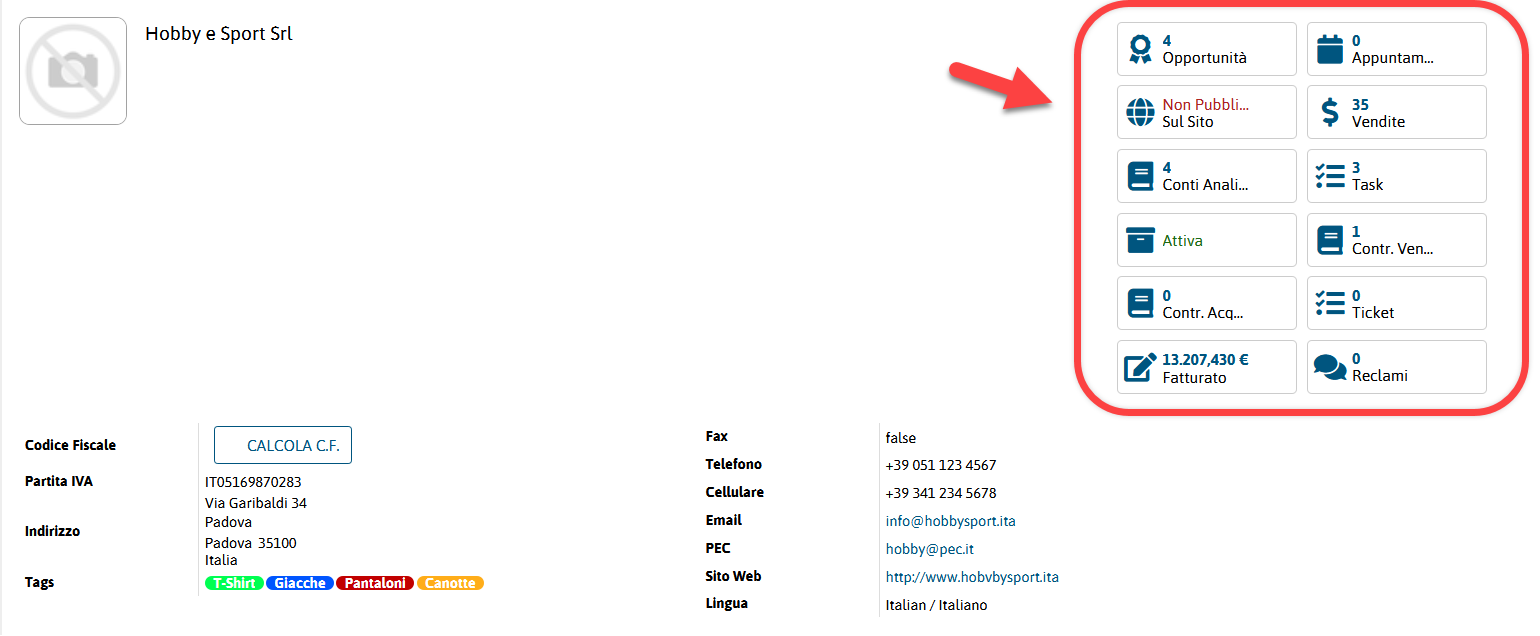 Hobby e Sport Srl
4
Opportunità
0
Appuntam...
Non Pubbli...
Sul Sito
35
Vendite
4
Conti Anali...
3
Task
Attiva
1
Contr. Ven...
0
Contr. Acq...
0
Ticket
13.207,430 €
Fatturato
0
Reclami
Codice Fiscale
CALCOLA C.F.
Partita IVA
IT05169870283
Indirizzo
Via Garibaldi 34
Padova
Padova 35100
Italia
Tags
T-Shirt Giacche Pantaloni Canotte
Fax
false
Telefono
+39 051 123 4567
Cellulare
+39 341 234 5678
Email
info@hobbysport.ita
PEC
hobby@pec.it
Sito Web
http://www.hobvbysport.ita
Lingua
Italian / Italiano